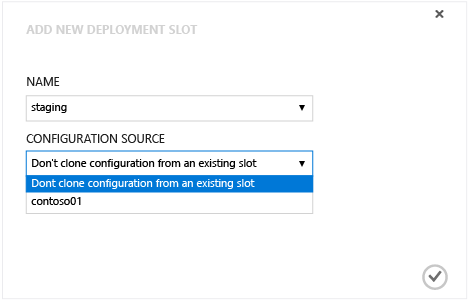 ADD NEW DEPLOYMENT SLOT
NAME
staging
CONFIGURATION SOURCE
Don't clone configuration from an existing slot
Dont clone configuration from an existing slot
contoso01